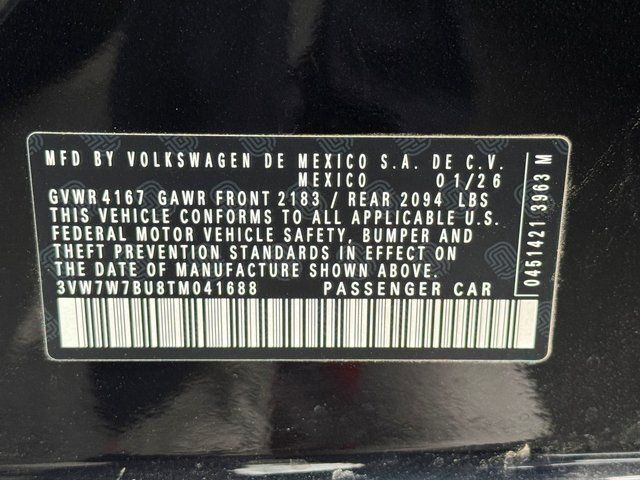 MFD BY VOLKSWAGEN DE MEXICO S.A. DE C.V.
MEXICO 01/26
GVWR 4167 GAWR FRONT 2183 / REAR 2094 LBS
THIS VEHICLE CONFORMS TO ALL APPLICABLE U.S.
FEDERAL MOTOR VEHICLE SAFETY, BUMPER AND
THEFT PREVENTION STANDARDS IN EFFECT ON
THE DATE OF MANUFACTURE SHOWN ABOVE.
3VW7W7BU8TM041688 PASSENGER CAR
0451421 3963 M